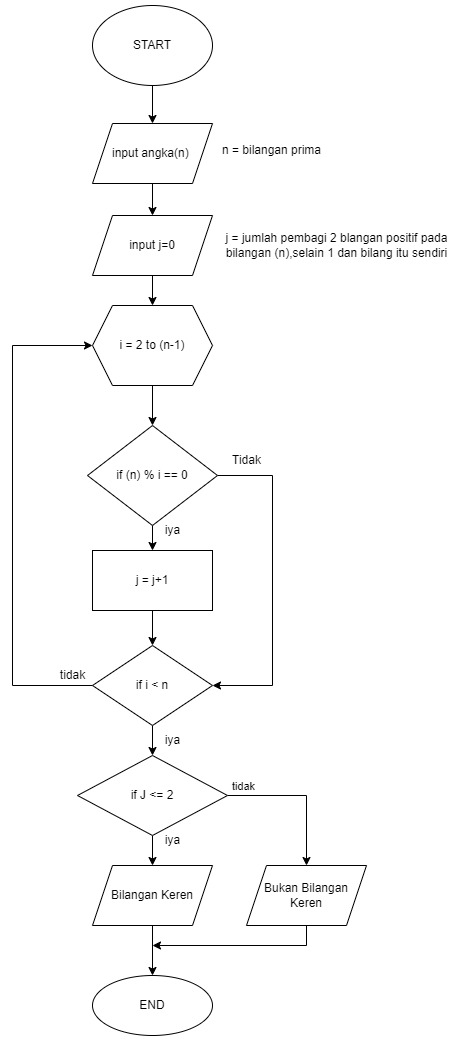 START
input angka(n)
n = bilangan prima
input j=0
j = jumlah pembagi 2 blangan positif pada
bilangan (n),selain 1 dan bilang itu sendiri
i = 2 to (n-1)
if (n) % i == 0
Tidak
iya
j = j+1
tidak
if i < n
iya
if J <= 2
tidak
iya
Bilangan Keren
Bukan Bilangan
Keren
END